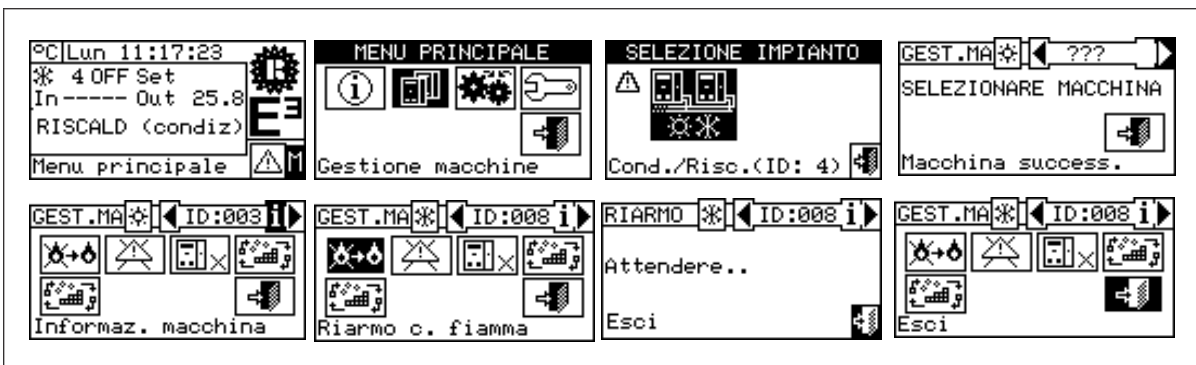 °C Lun 11:17:23
4 OFF Set
In ----- Out 25.8
RISCALD (condiz)
E3
Menu principale M
MENU PRINCIPALE
Gestione macchine
SELEZIONE IMPIANTO
Cond./Risc.(ID: 4)
GEST.MA ???
SELEZIONARE MACCHINA
Macchina success.
GEST.MA ID:003 i
Informaz. macchina
GEST.MA ID:008 i
Riarmo c. fiamma
RIARMO ID:008 i
Attendere..
Esci
GEST.MA ID:008 i
Esci